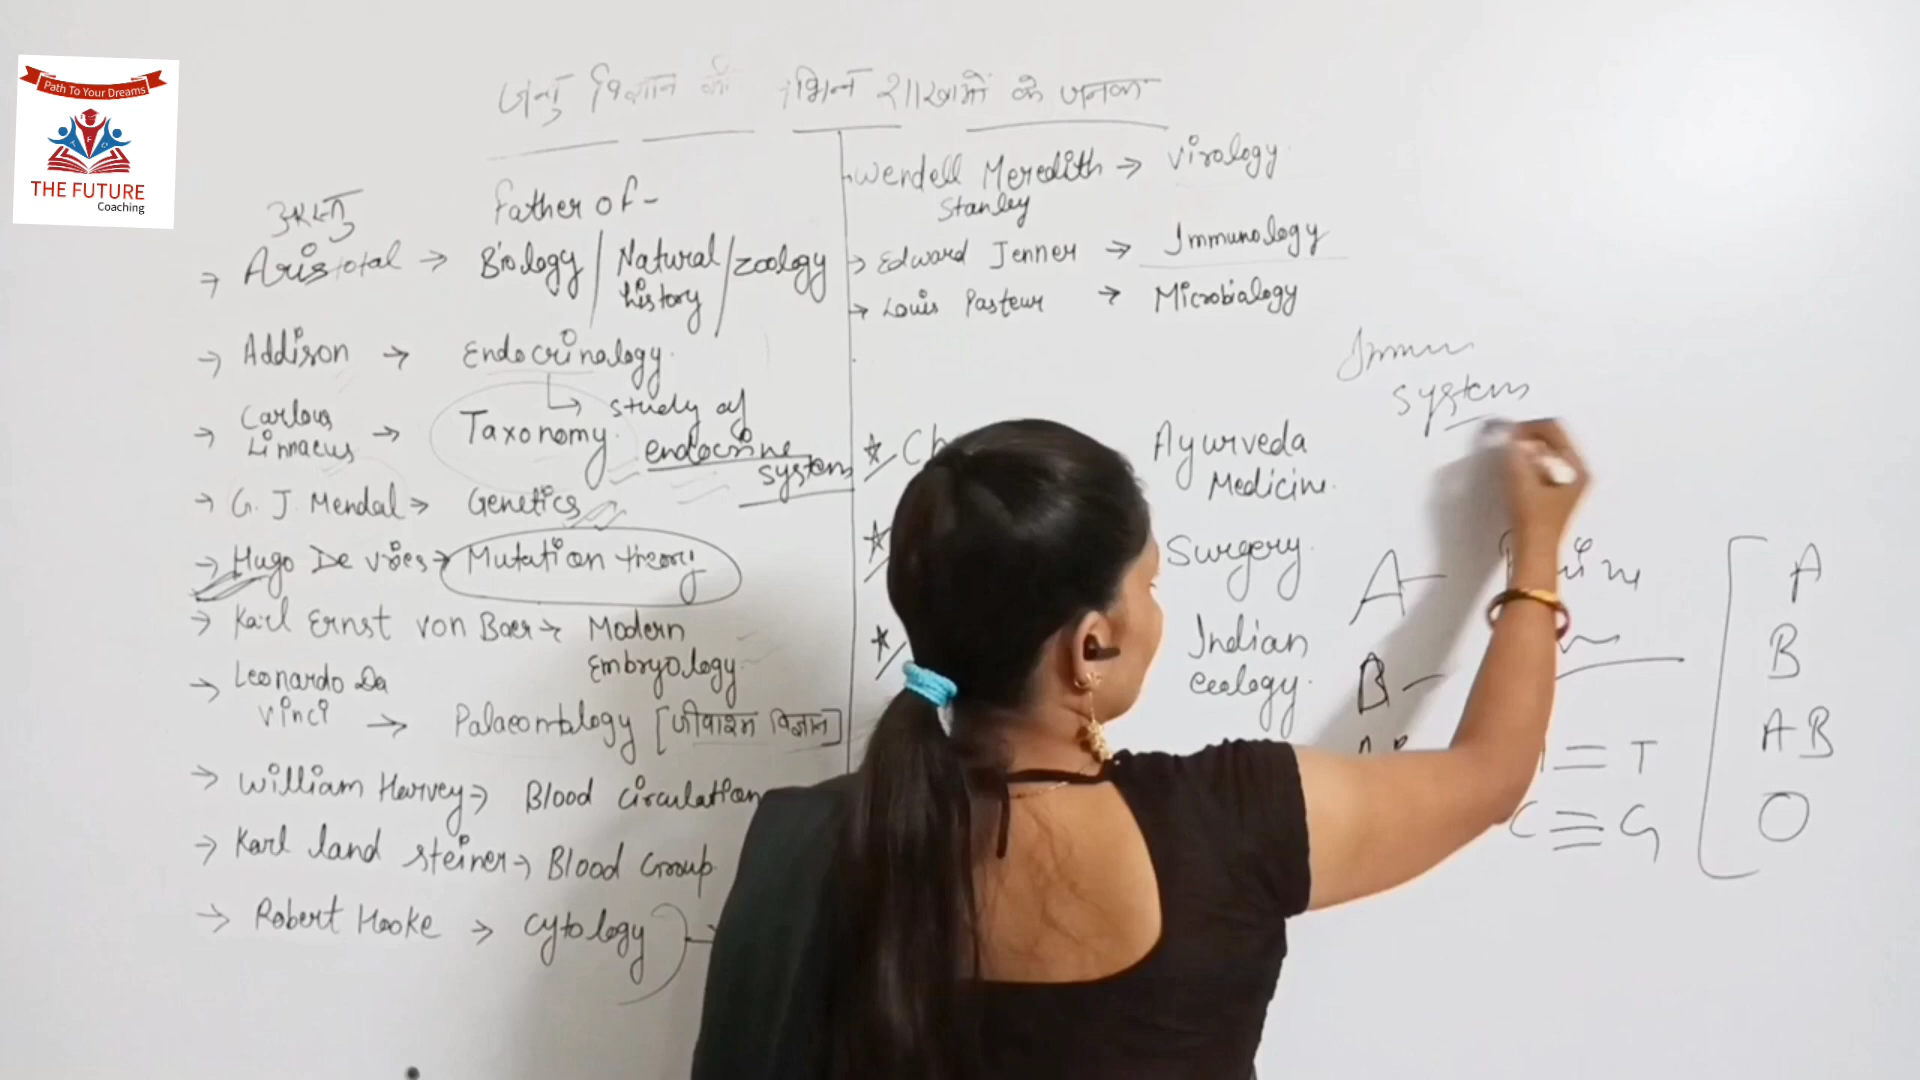 Path To Your Dreams
THE FUTURE
Coaching
जन्तु विज्ञान की भिन्न शाखाओं के जनक
अरस्तु
Father of -
→ Aristotal → Biology / Natural history / zoology
→ Addison → Endocrinology
↳ study of endocrine system
→ Carlous Linnaeus → Taxonomy
→ G. J. Mendal → Genetics
→ Hugo De vries → Mutation theory
→ Karl Ernst von Baer → Modern Embryology
→ Leonardo Da vinci → Palaeontology [जीवाश्म विज्ञान]
→ William Harvey → Blood circulation
→ Karl land steiner → Blood Group
→ Robert Hooke → cytology
Wendell Meredith Stanley → Virology
→ Edward Jenner → Immunology
→ Louis Pasteur → Microbialogy
Ch
Ayurveda
Medicine.
Surgery.
Indian
ecology.
Immun
system
A-
B-
= T
C ≡ G
A
B
AB
O